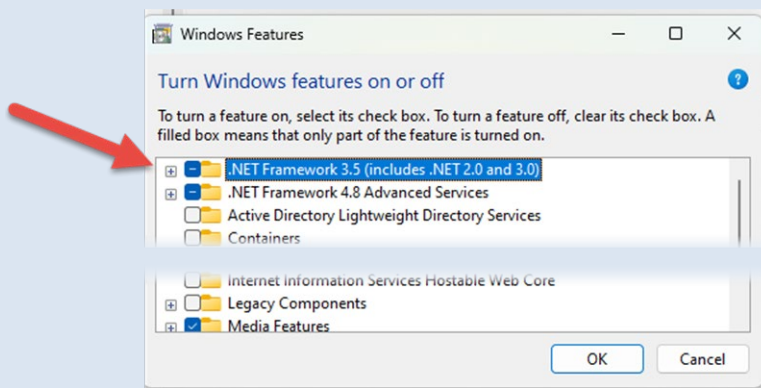 Windows Features
Turn Windows features on or off
?
To turn a feature on, select its check box. To turn a feature off, clear its check box. A
filled box means that only part of the feature is turned on.
.NET Framework 3.5 (includes .NET 2.0 and 3.0)
.NET Framework 4.8 Advanced Services
Active Directory Lightweight Directory Services
Containers
Internet Information Services Hostable Web Core
Legacy Components
Media Features
OK Cancel